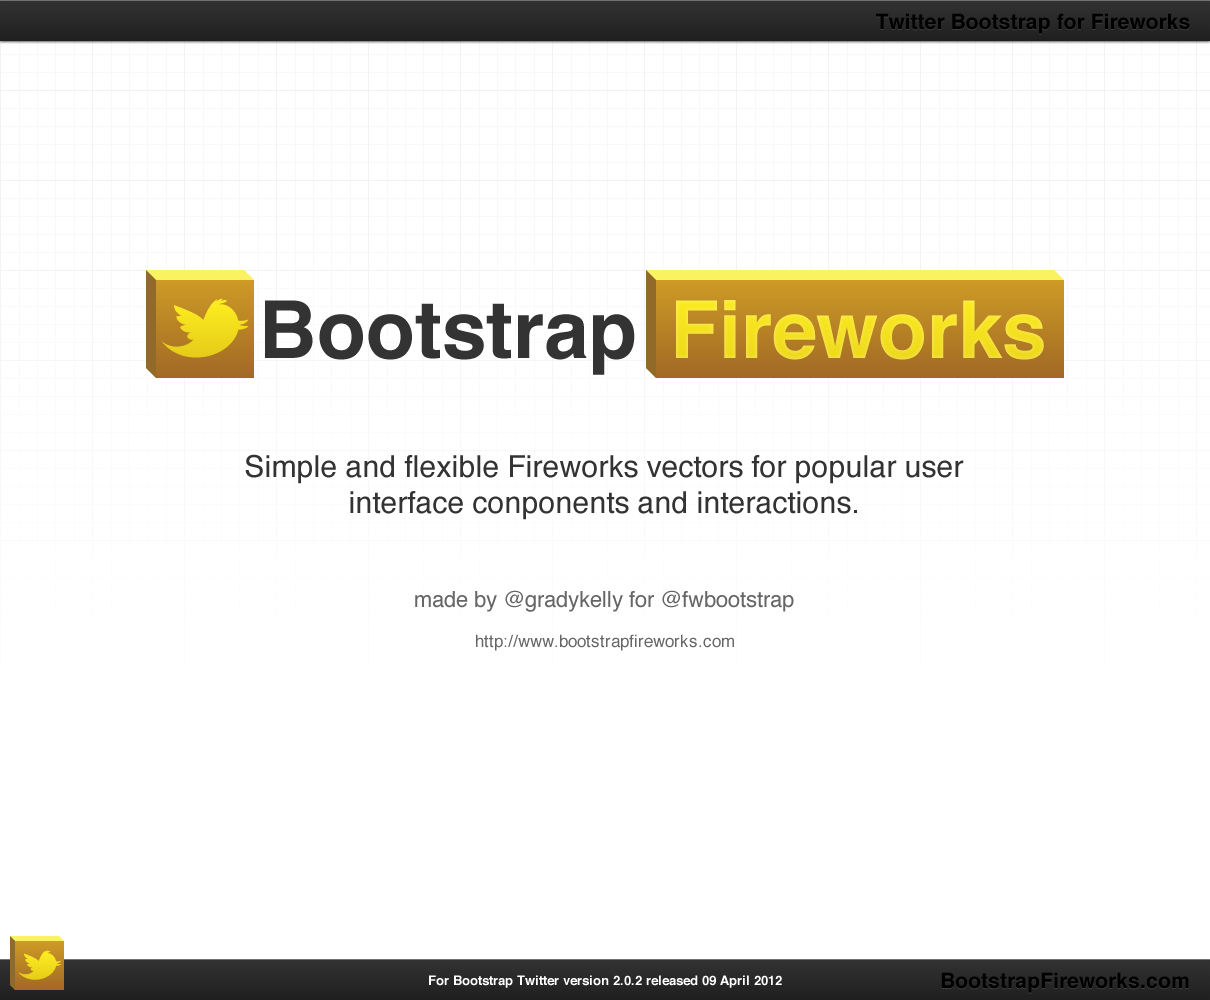 Twitter Bootstrap for Fireworks
Bootstrap Fireworks
Simple and flexible Fireworks vectors for popular user
interface conponents and interactions.
made by @gradykelly for @fwbootstrap
http://www.bootstrapfireworks.com
For Bootstrap Twitter version 2.0.2 released 09 April 2012
BootstrapFireworks.com